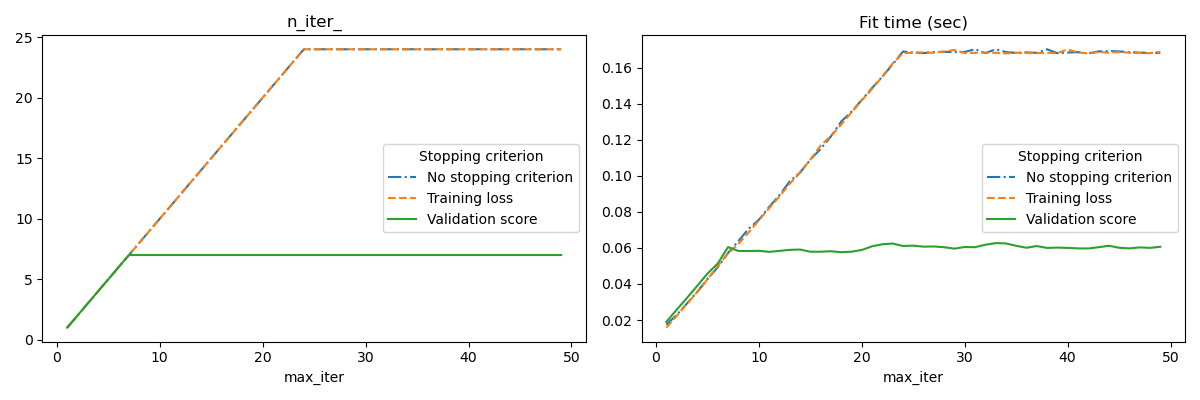 n_iter_
25
20
15
10
5
0
0 10 20 30 40 50
max_iter
Stopping criterion
No stopping criterion
Training loss
Validation score
Fit time (sec)
0.16
0.14
0.12
0.10
0.08
0.06
0.04
0.02
0 10 20 30 40 50
max_iter
Stopping criterion
No stopping criterion
Training loss
Validation score